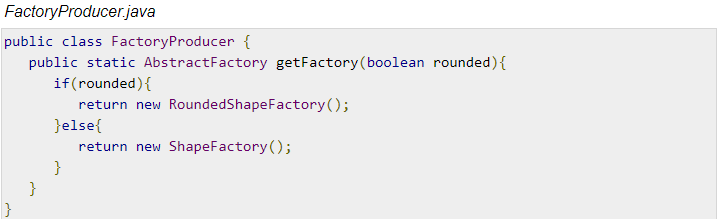 FactoryProducer.java
public class FactoryProducer {
   public static AbstractFactory getFactory(boolean rounded){
      if(rounded){
         return new RoundedShapeFactory();
      }else{
         return new ShapeFactory();
      }
   }
}